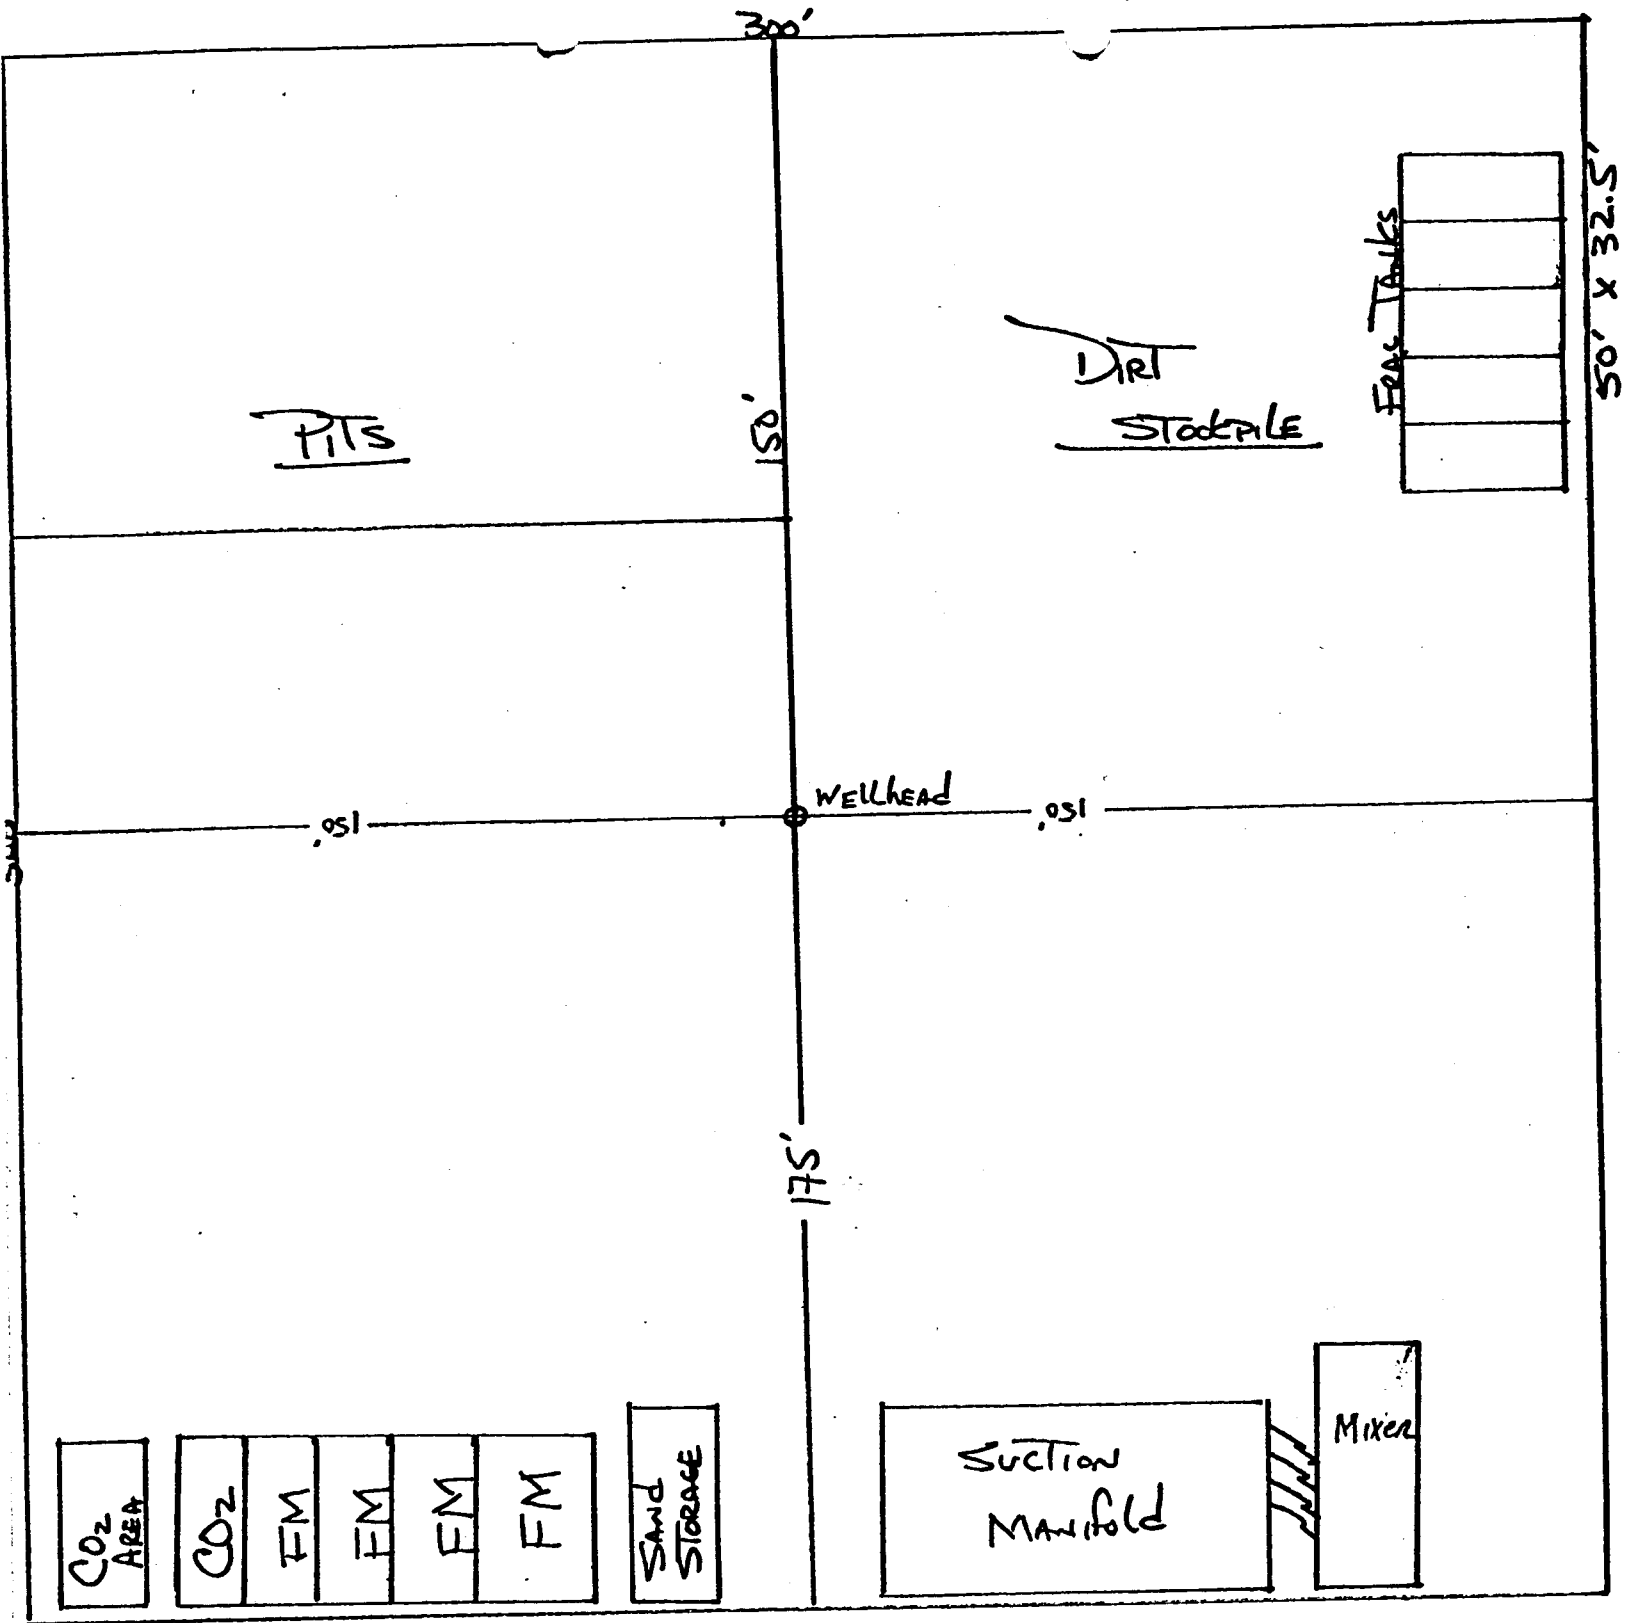 300'
50' x 32.5'
Frac Tanks
Dirt
Stockpile
Pits
150'
Wellhead
150'
150'
175'
Mixer
Suction
Manifold
Sand
Storage
CO2
Area
CO2
FM
FM
FM
FM